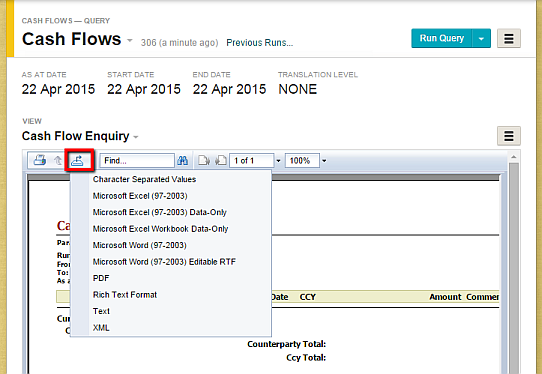 CASH FLOWS — QUERY
Cash Flows 306 (a minute ago) Previous Runs... Run Query
AS AT DATE START DATE END DATE TRANSLATION LEVEL
22 Apr 2015 22 Apr 2015 22 Apr 2015 NONE
VIEW
Cash Flow Enquiry
Find... 1 of 1 100%
Character Separated Values
Microsoft Excel (97-2003)
Microsoft Excel (97-2003) Data-Only
Microsoft Excel Workbook Data-Only
Microsoft Word (97-2003)
Microsoft Word (97-2003) Editable RTF
PDF
Rich Text Format
Text
XML
Ca
Para
Run
From
To:
As a
Date CCY Amount Commen
Cur
C
Counterparty Total:
Ccy Total: